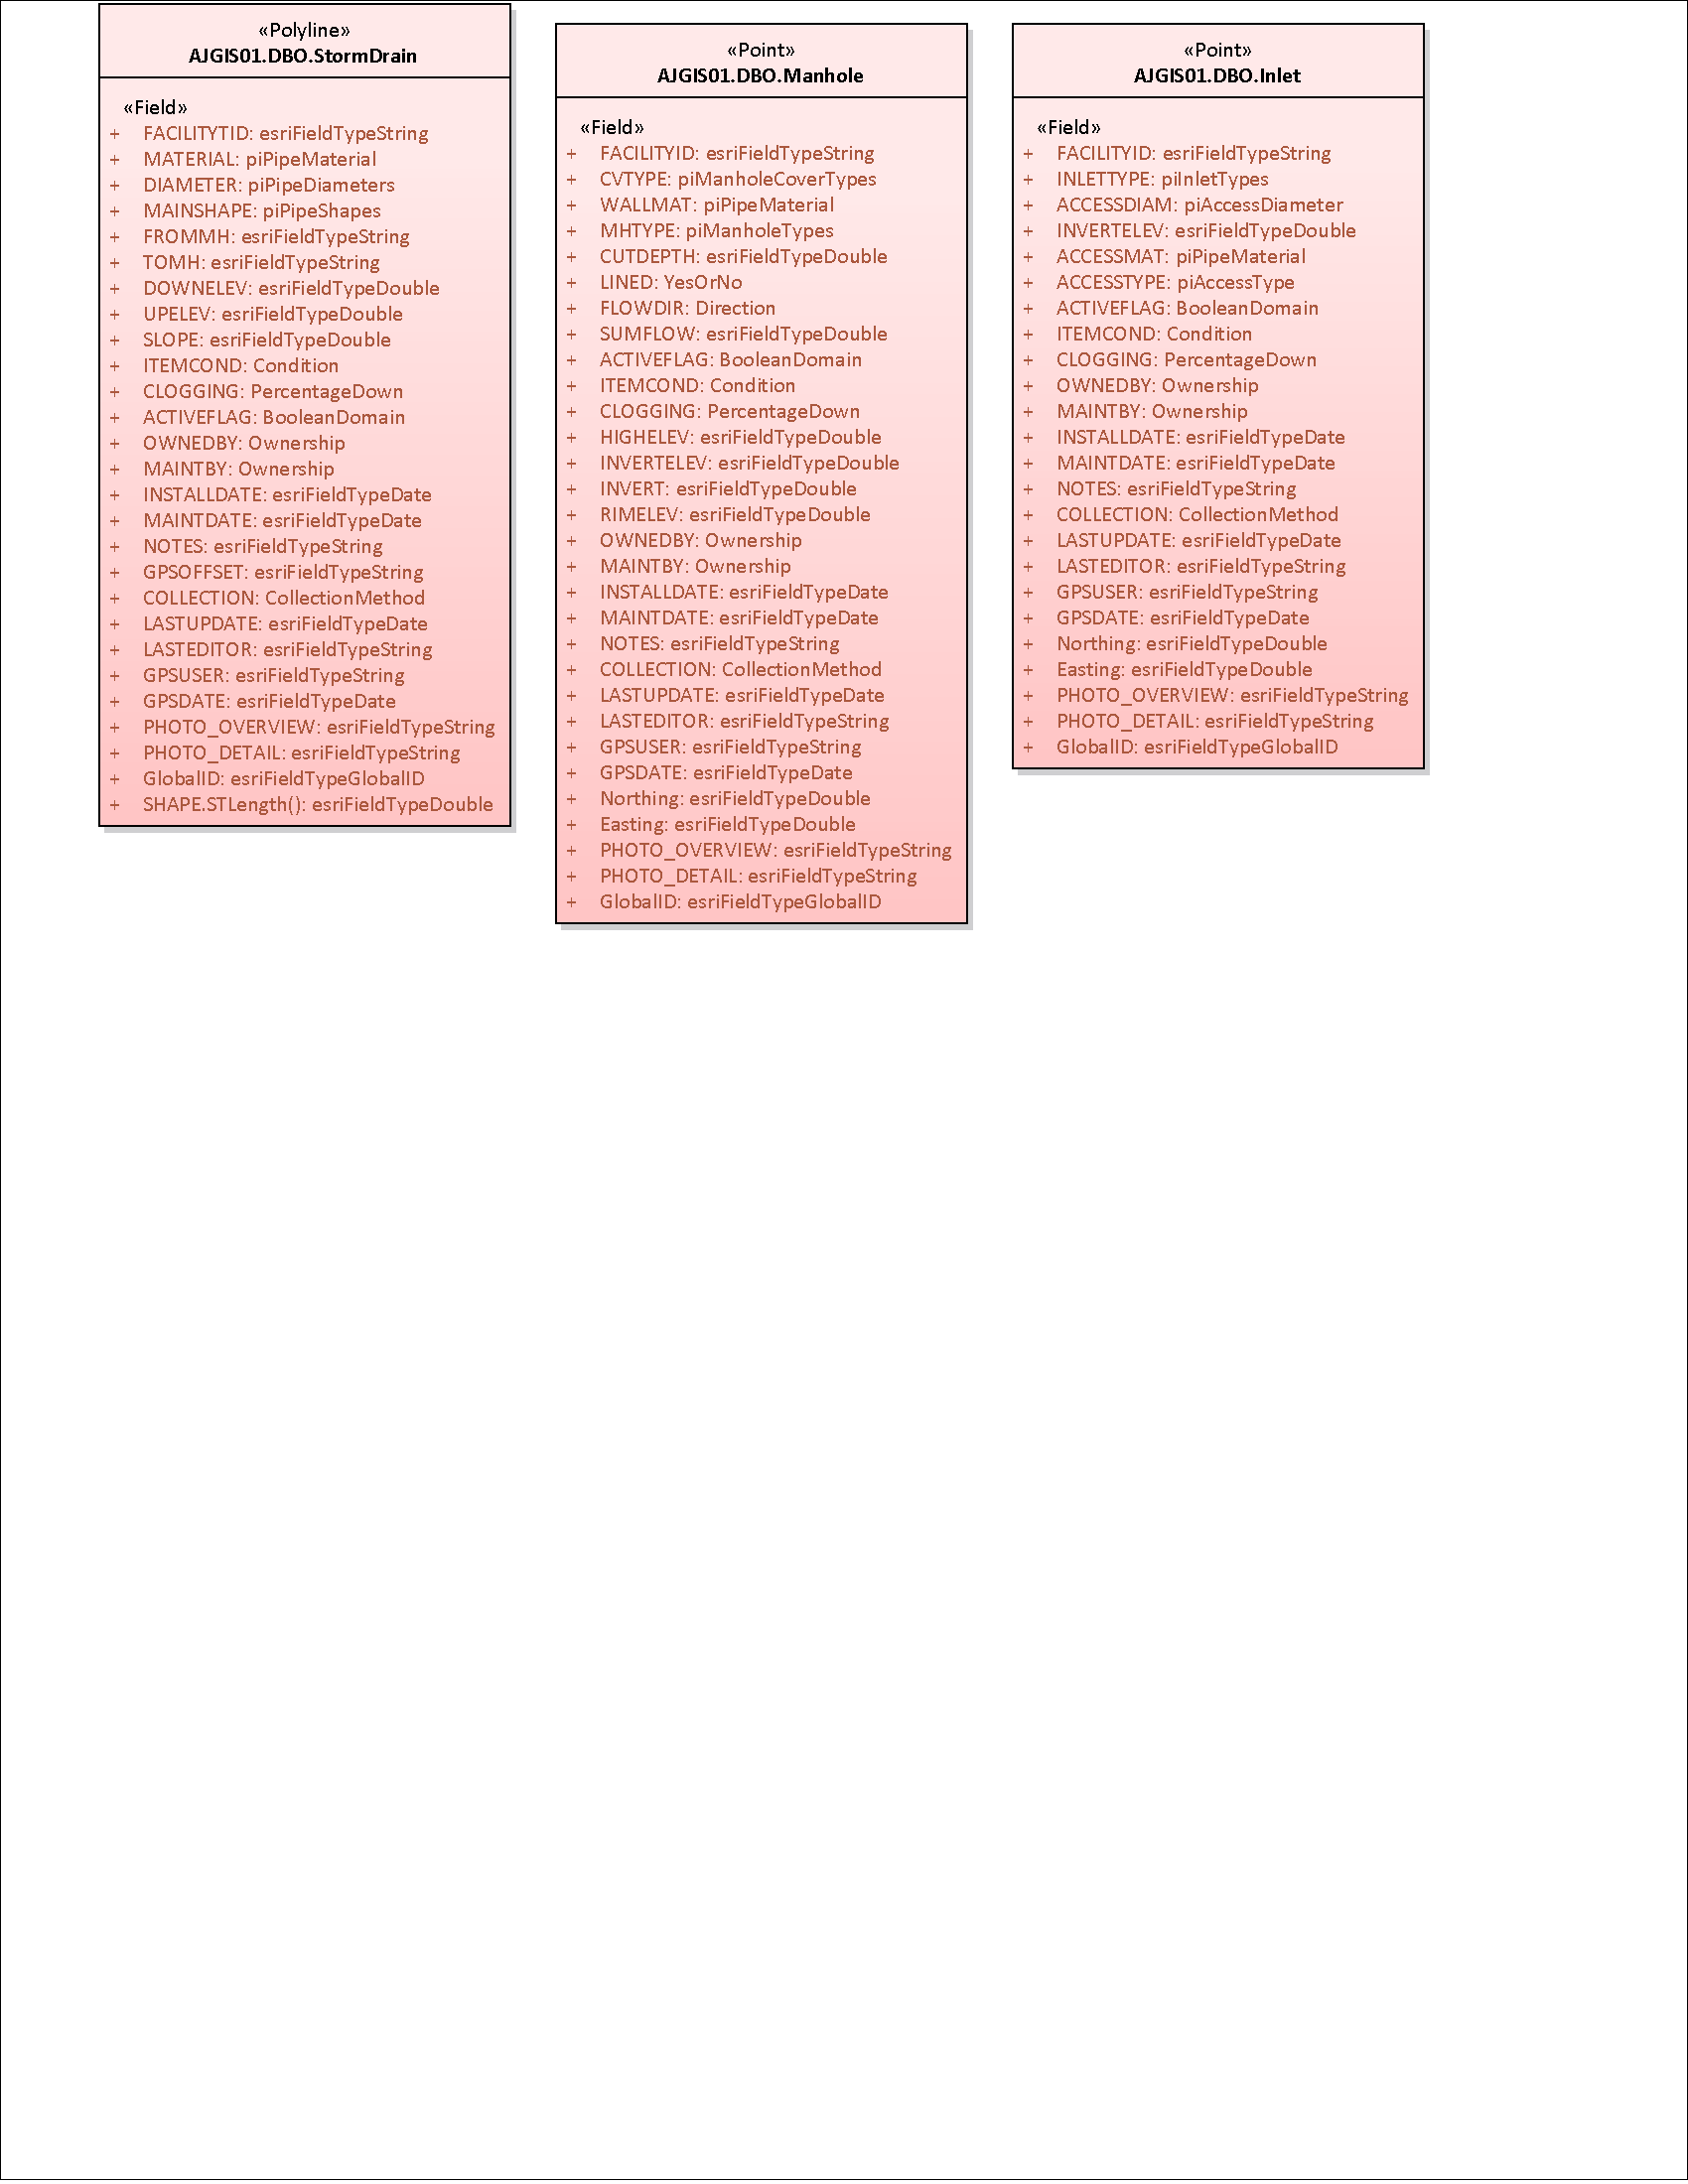 «Polyline»
AJGIS01.DBO.StormDrain
«Field»
+ FACILITYTID: esriFieldTypeString
+ MATERIAL: piPipeMaterial
+ DIAMETER: piPipeDiameters
+ MAINSHAPE: piPipeShapes
+ FROMMH: esriFieldTypeString
+ TOMH: esriFieldTypeString
+ DOWNELEV: esriFieldTypeDouble
+ UPELEV: esriFieldTypeDouble
+ SLOPE: esriFieldTypeDouble
+ ITEMCOND: Condition
+ CLOGGING: PercentageDown
+ ACTIVEFLAG: BooleanDomain
+ OWNEDBY: Ownership
+ MAINTBY: Ownership
+ INSTALLDATE: esriFieldTypeDate
+ MAINTDATE: esriFieldTypeDate
+ NOTES: esriFieldTypeString
+ GPSOFFSET: esriFieldTypeString
+ COLLECTION: CollectionMethod
+ LASTUPDATE: esriFieldTypeDate
+ LASTEDITOR: esriFieldTypeString
+ GPSUSER: esriFieldTypeString
+ GPSDATE: esriFieldTypeDate
+ PHOTO_OVERVIEW: esriFieldTypeString
+ PHOTO_DETAIL: esriFieldTypeString
+ GlobalID: esriFieldTypeGlobalID
+ SHAPE.STLength(): esriFieldTypeDouble
«Point»
AJGIS01.DBO.Manhole
«Field»
+ FACILITYID: esriFieldTypeString
+ CVTYPE: piManholeCoverTypes
+ WALLMAT: piPipeMaterial
+ MHTYPE: piManholeTypes
+ CUTDEPTH: esriFieldTypeDouble
+ LINED: YesOrNo
+ FLOWDIR: Direction
+ SUMFLOW: esriFieldTypeDouble
+ ACTIVEFLAG: BooleanDomain
+ ITEMCOND: Condition
+ CLOGGING: PercentageDown
+ HIGHELEV: esriFieldTypeDouble
+ INVERTELEV: esriFieldTypeDouble
+ INVERT: esriFieldTypeDouble
+ RIMELEV: esriFieldTypeDouble
+ OWNEDBY: Ownership
+ MAINTBY: Ownership
+ INSTALLDATE: esriFieldTypeDate
+ MAINTDATE: esriFieldTypeDate
+ NOTES: esriFieldTypeString
+ COLLECTION: CollectionMethod
+ LASTUPDATE: esriFieldTypeDate
+ LASTEDITOR: esriFieldTypeString
+ GPSUSER: esriFieldTypeString
+ GPSDATE: esriFieldTypeDate
+ Northing: esriFieldTypeDouble
+ Easting: esriFieldTypeDouble
+ PHOTO_OVERVIEW: esriFieldTypeString
+ PHOTO_DETAIL: esriFieldTypeString
+ GlobalID: esriFieldTypeGlobalID
«Point»
AJGIS01.DBO.Inlet
«Field»
+ FACILITYID: esriFieldTypeString
+ INLETTYPE: piInletTypes
+ ACCESSDIAM: piAccessDiameter
+ INVERTELEV: esriFieldTypeDouble
+ ACCESSMAT: piPipeMaterial
+ ACCESSTYPE: piAccessType
+ ACTIVEFLAG: BooleanDomain
+ ITEMCOND: Condition
+ CLOGGING: PercentageDown
+ OWNEDBY: Ownership
+ MAINTBY: Ownership
+ INSTALLDATE: esriFieldTypeDate
+ MAINTDATE: esriFieldTypeDate
+ NOTES: esriFieldTypeString
+ COLLECTION: CollectionMethod
+ LASTUPDATE: esriFieldTypeDate
+ LASTEDITOR: esriFieldTypeString
+ GPSUSER: esriFieldTypeString
+ GPSDATE: esriFieldTypeDate
+ Northing: esriFieldTypeDouble
+ Easting: esriFieldTypeDouble
+ PHOTO_OVERVIEW: esriFieldTypeString
+ PHOTO_DETAIL: esriFieldTypeString
+ GlobalID: esriFieldTypeGlobalID